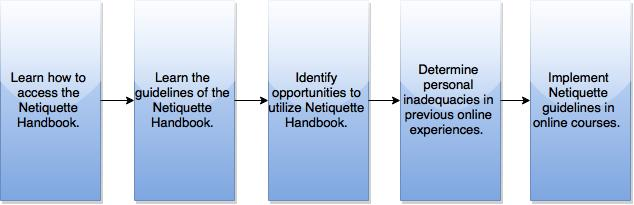 Learn how to
access the
Netiquette
Handbook.
Learn the
guidelines of the
Netiquette
Handbook.
Identify
opportunities to
utilize Netiquette
Handbook.
Determine
personal
inadequacies in
previous online
experiences.
Implement
Netiquette
guidelines in
online courses.